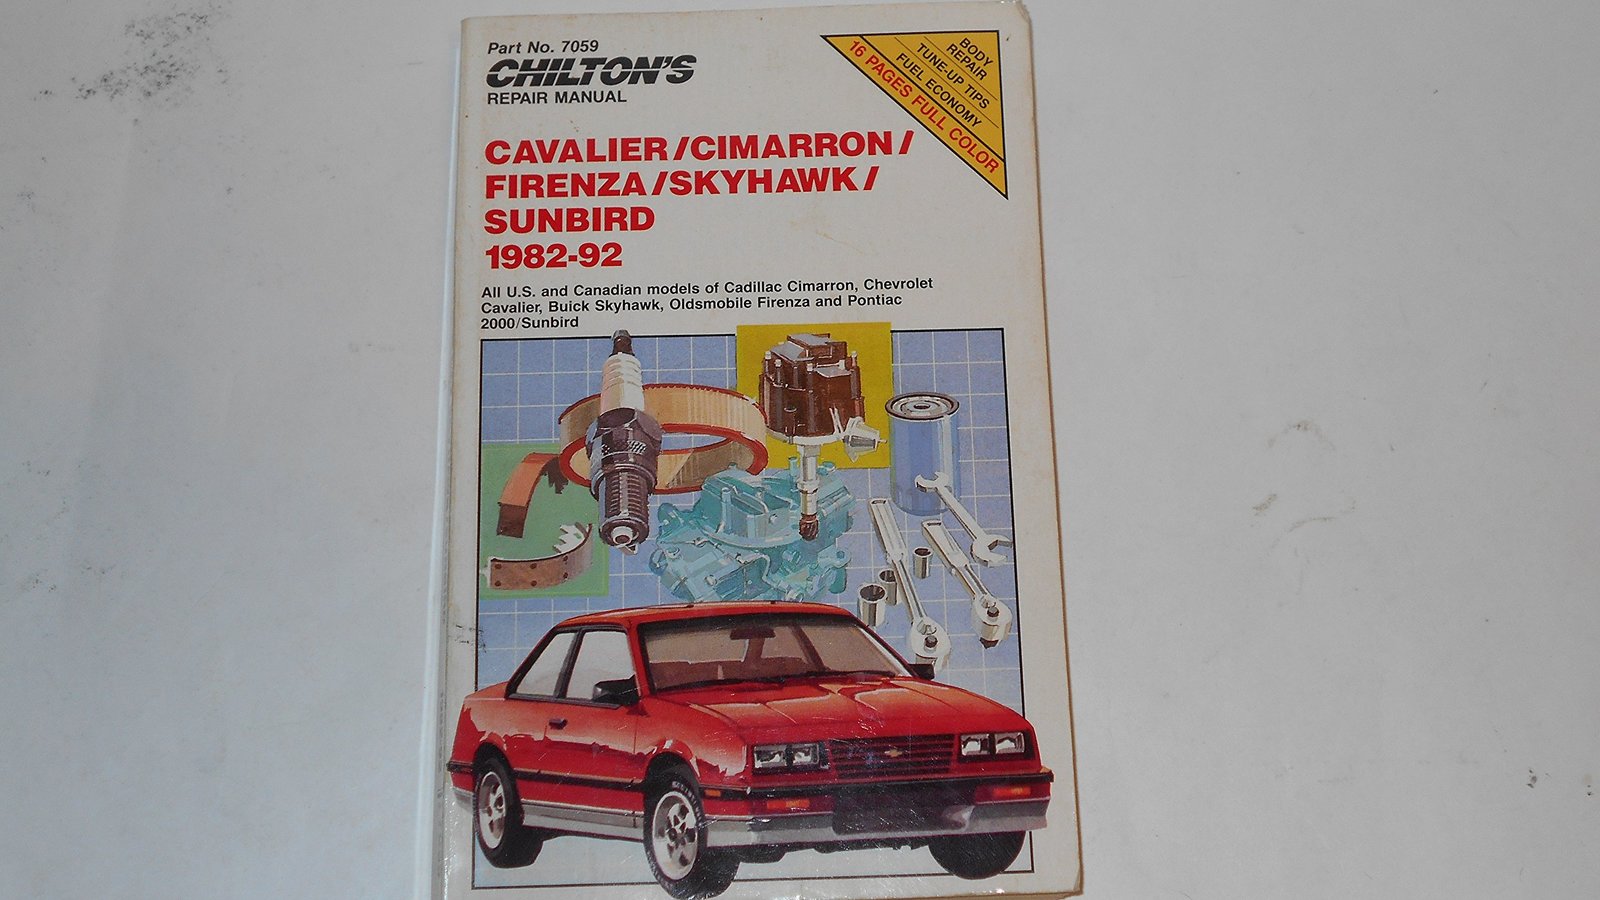 Part No. 7059
CHILTON'S
REPAIR MANUAL
BODY
REPAIR
TUNE-UP TIPS
FUEL ECONOMY
16 PAGES FULL COLOR
CAVALIER/CIMARRON/
FIRENZA/SKYHAWK/
SUNBIRD
1982-92
All U.S. and Canadian models of Cadillac Cimarron, Chevrolet
Cavalier, Buick Skyhawk, Oldsmobile Firenza and Pontiac
2000/Sunbird